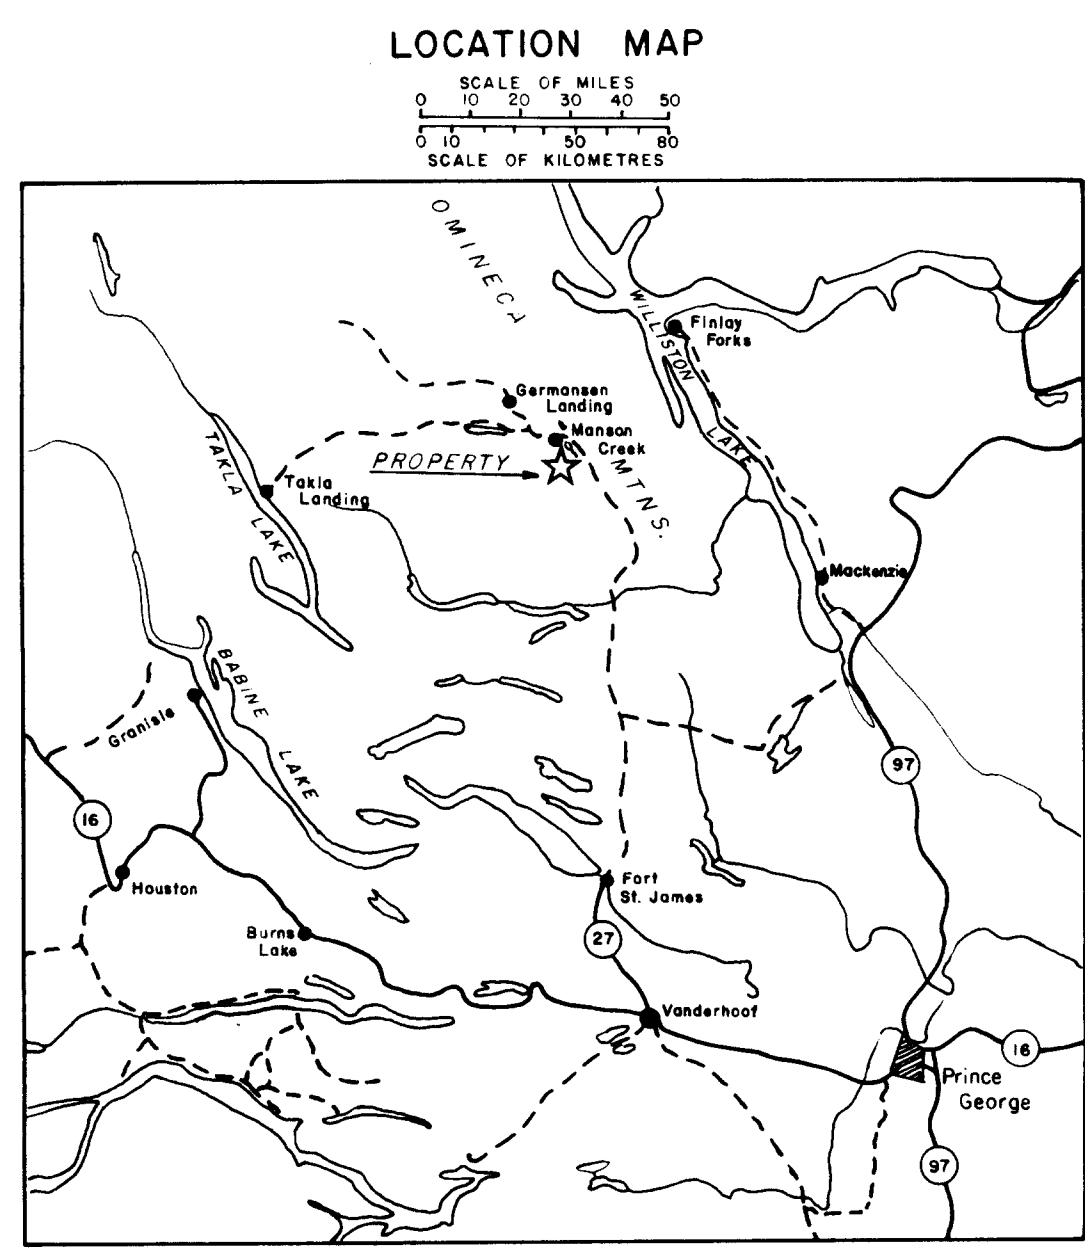 LOCATION MAP
SCALE OF MILES
0 10 20 30 40 50
0 10 50 80
SCALE OF KILOMETRES
OMINECA
WILLISTON
Finlay
Forks
Germansen
Landing
Manson
Creek
PROPERTY
MTNS.
LAKE
TAKLA
LAKE
Takla
Landing
Mackenzie
BABINE
LAKE
Granisle
97
16
Houston
Fort
St. James
Burns
Lake
27
Vanderhoof
16
Prince
George
97